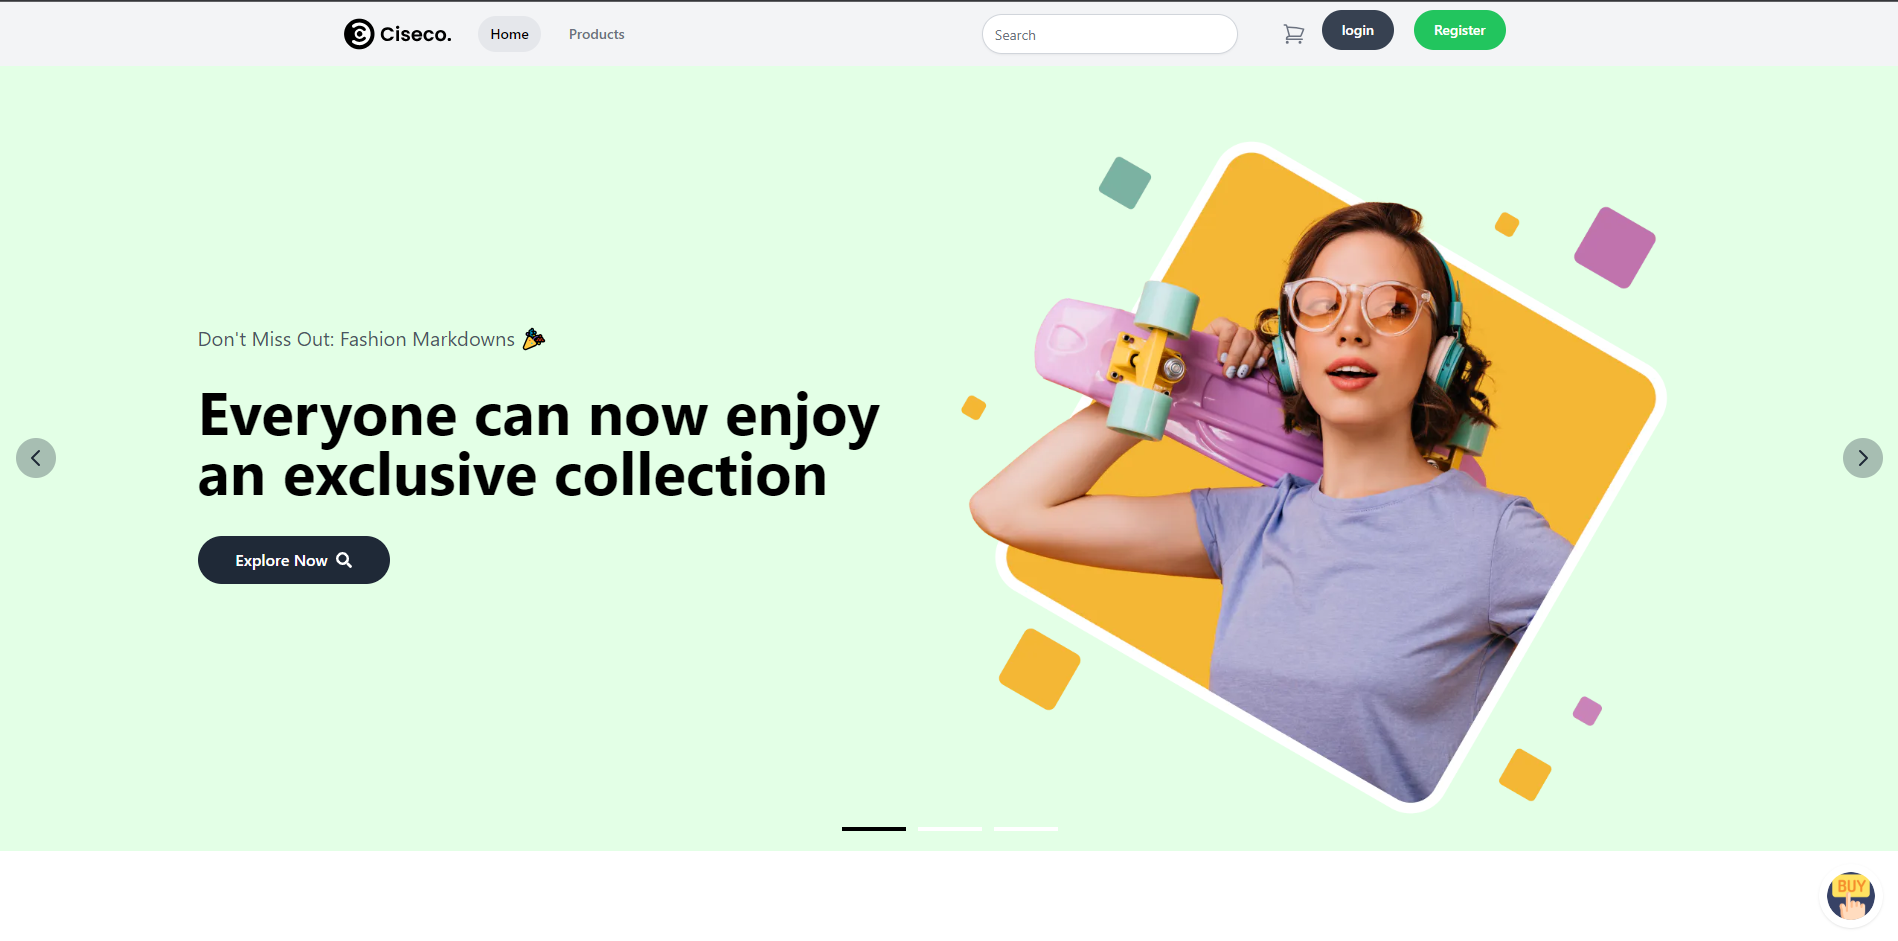 Ciseco.
Home
Products
Search
login
Register
Don't Miss Out: Fashion Markdowns
Everyone can now enjoy
an exclusive collection
Explore Now
BUY